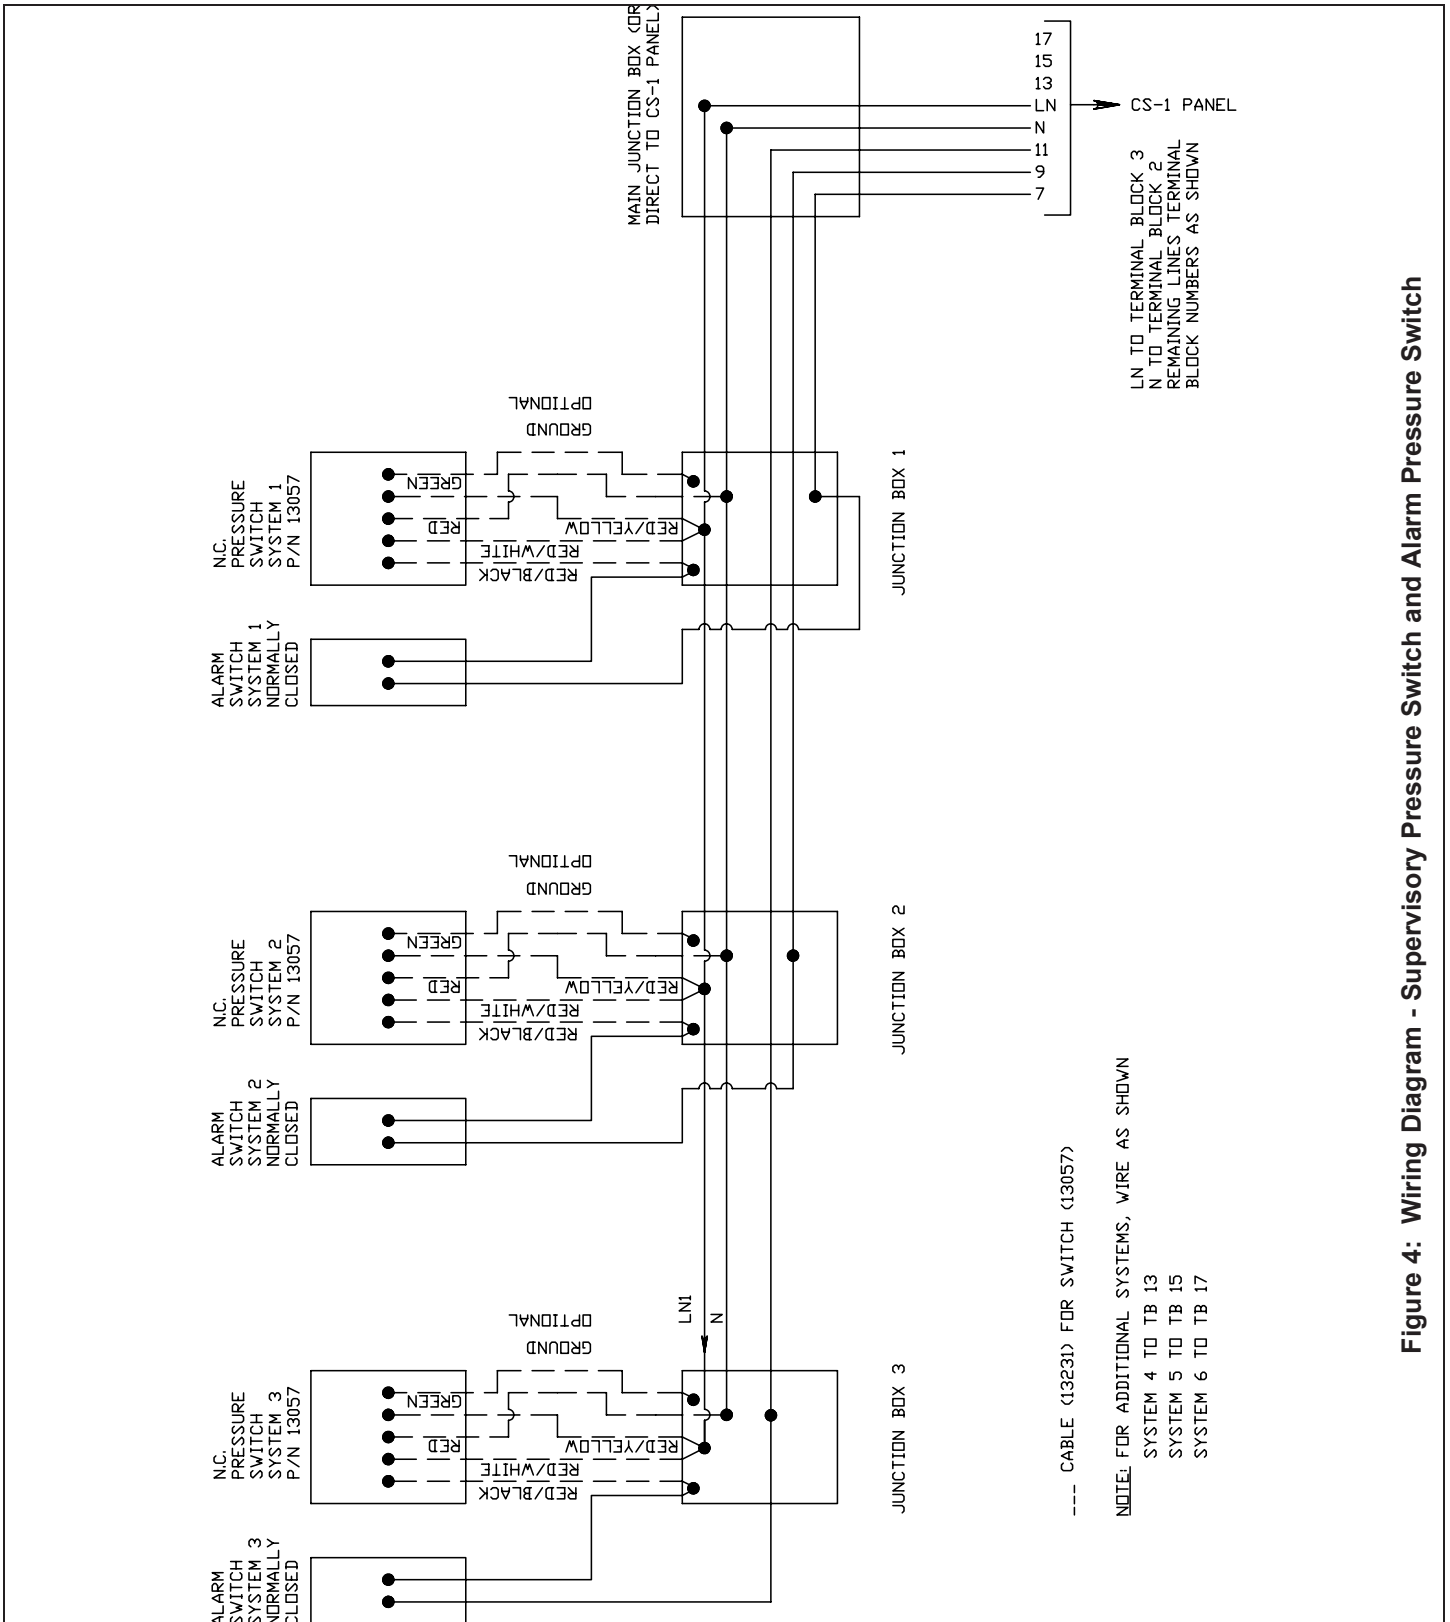 MAIN JUNCTION BOX (OR
DIRECT TO CS-1 PANEL)
17
15
13
LN
N
11
9
7
CS-1 PANEL
LN TO TERMINAL BLOCK 3
N TO TERMINAL BLOCK 2
REMAINING LINES TERMINAL
BLOCK NUMBERS AS SHOWN
N.C.
PRESSURE
SWITCH
SYSTEM 1
P/N 13057
OPTIONAL
GROUND
GREEN
RED
RED/YELLOW
RED/WHITE
RED/BLACK
JUNCTION BOX 1
ALARM
SWITCH
SYSTEM 1
NORMALLY
CLOSED
N.C.
PRESSURE
SWITCH
SYSTEM 2
P/N 13057
OPTIONAL
GROUND
GREEN
RED
RED/YELLOW
RED/WHITE
RED/BLACK
JUNCTION BOX 2
ALARM
SWITCH
SYSTEM 2
NORMALLY
CLOSED
LN1
N
N.C.
PRESSURE
SWITCH
SYSTEM 3
P/N 13057
OPTIONAL
GROUND
GREEN
RED
RED/YELLOW
RED/WHITE
RED/BLACK
JUNCTION BOX 3
ALARM
SWITCH
SYSTEM 3
NORMALLY
CLOSED
--- CABLE (13231) FOR SWITCH (13057)
NOTE: FOR ADDITIONAL SYSTEMS, WIRE AS SHOWN
SYSTEM 4 TO TB 13
SYSTEM 5 TO TB 15
SYSTEM 6 TO TB 17
Figure 4: Wiring Diagram - Supervisory Pressure Switch and Alarm Pressure Switch